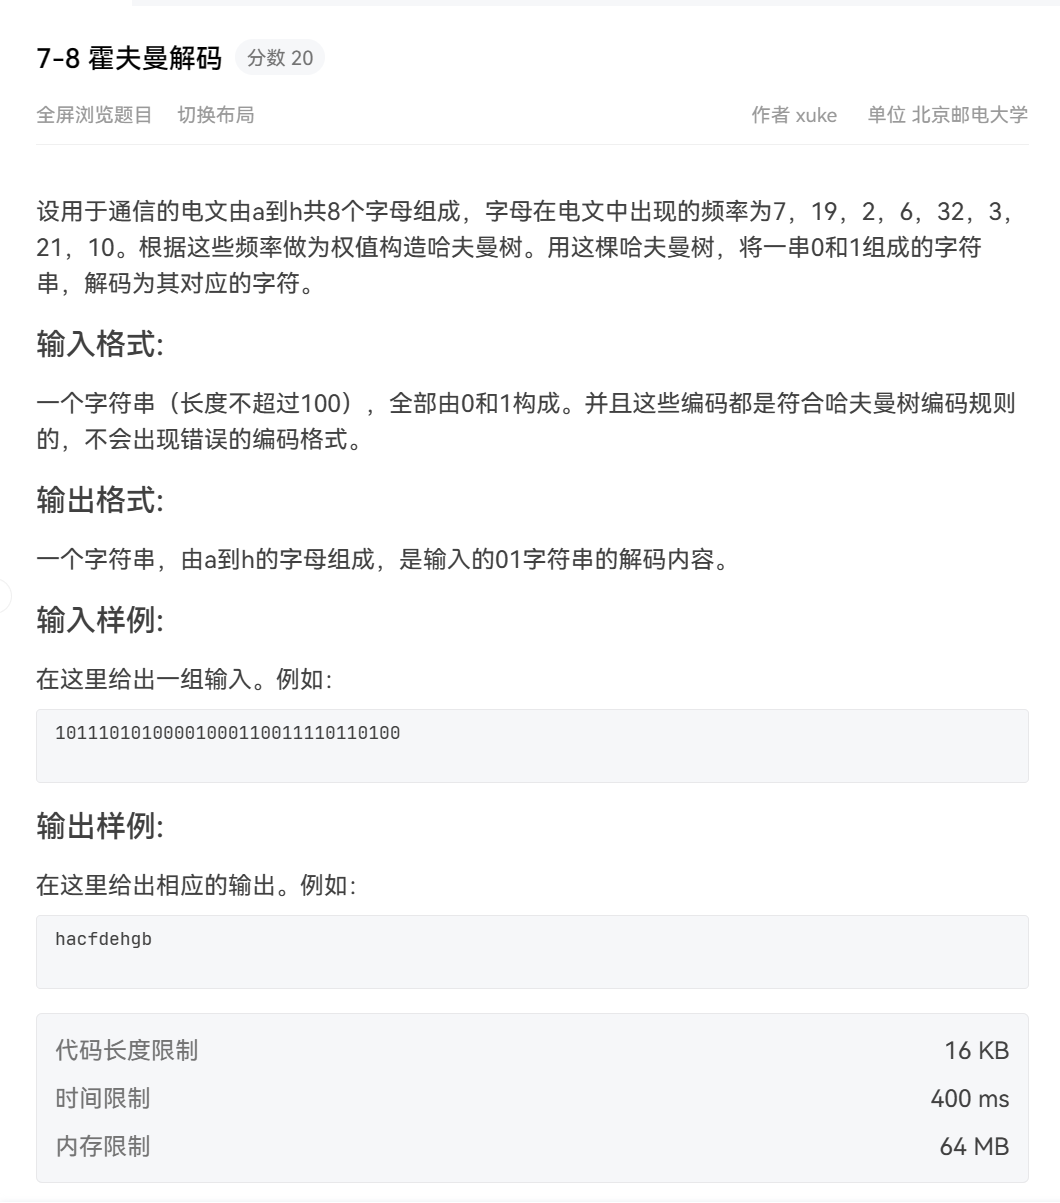 7-8 霍夫曼解码 分数 20
全屏浏览题目 切换布局 作者 xuke 单位 北京邮电大学
设用于通信的电文由a到h共8个字母组成，字母在电文中出现的频率为7，19，2，6，32，3，
21，10。根据这些频率做为权值构造哈夫曼树。用这棵哈夫曼树，将一串0和1组成的字符
串，解码为其对应的字符。
输入格式:
一个字符串（长度不超过100），全部由0和1构成。并且这些编码都是符合哈夫曼树编码规则
的，不会出现错误的编码格式。
输出格式:
一个字符串，由a到h的字母组成，是输入的01字符串的解码内容。
输入样例:
在这里给出一组输入。例如：
10111010100001000110011110110100
输出样例:
在这里给出相应的输出。例如：
hacfdehgb
代码长度限制 16 KB
时间限制 400 ms
内存限制 64 MB